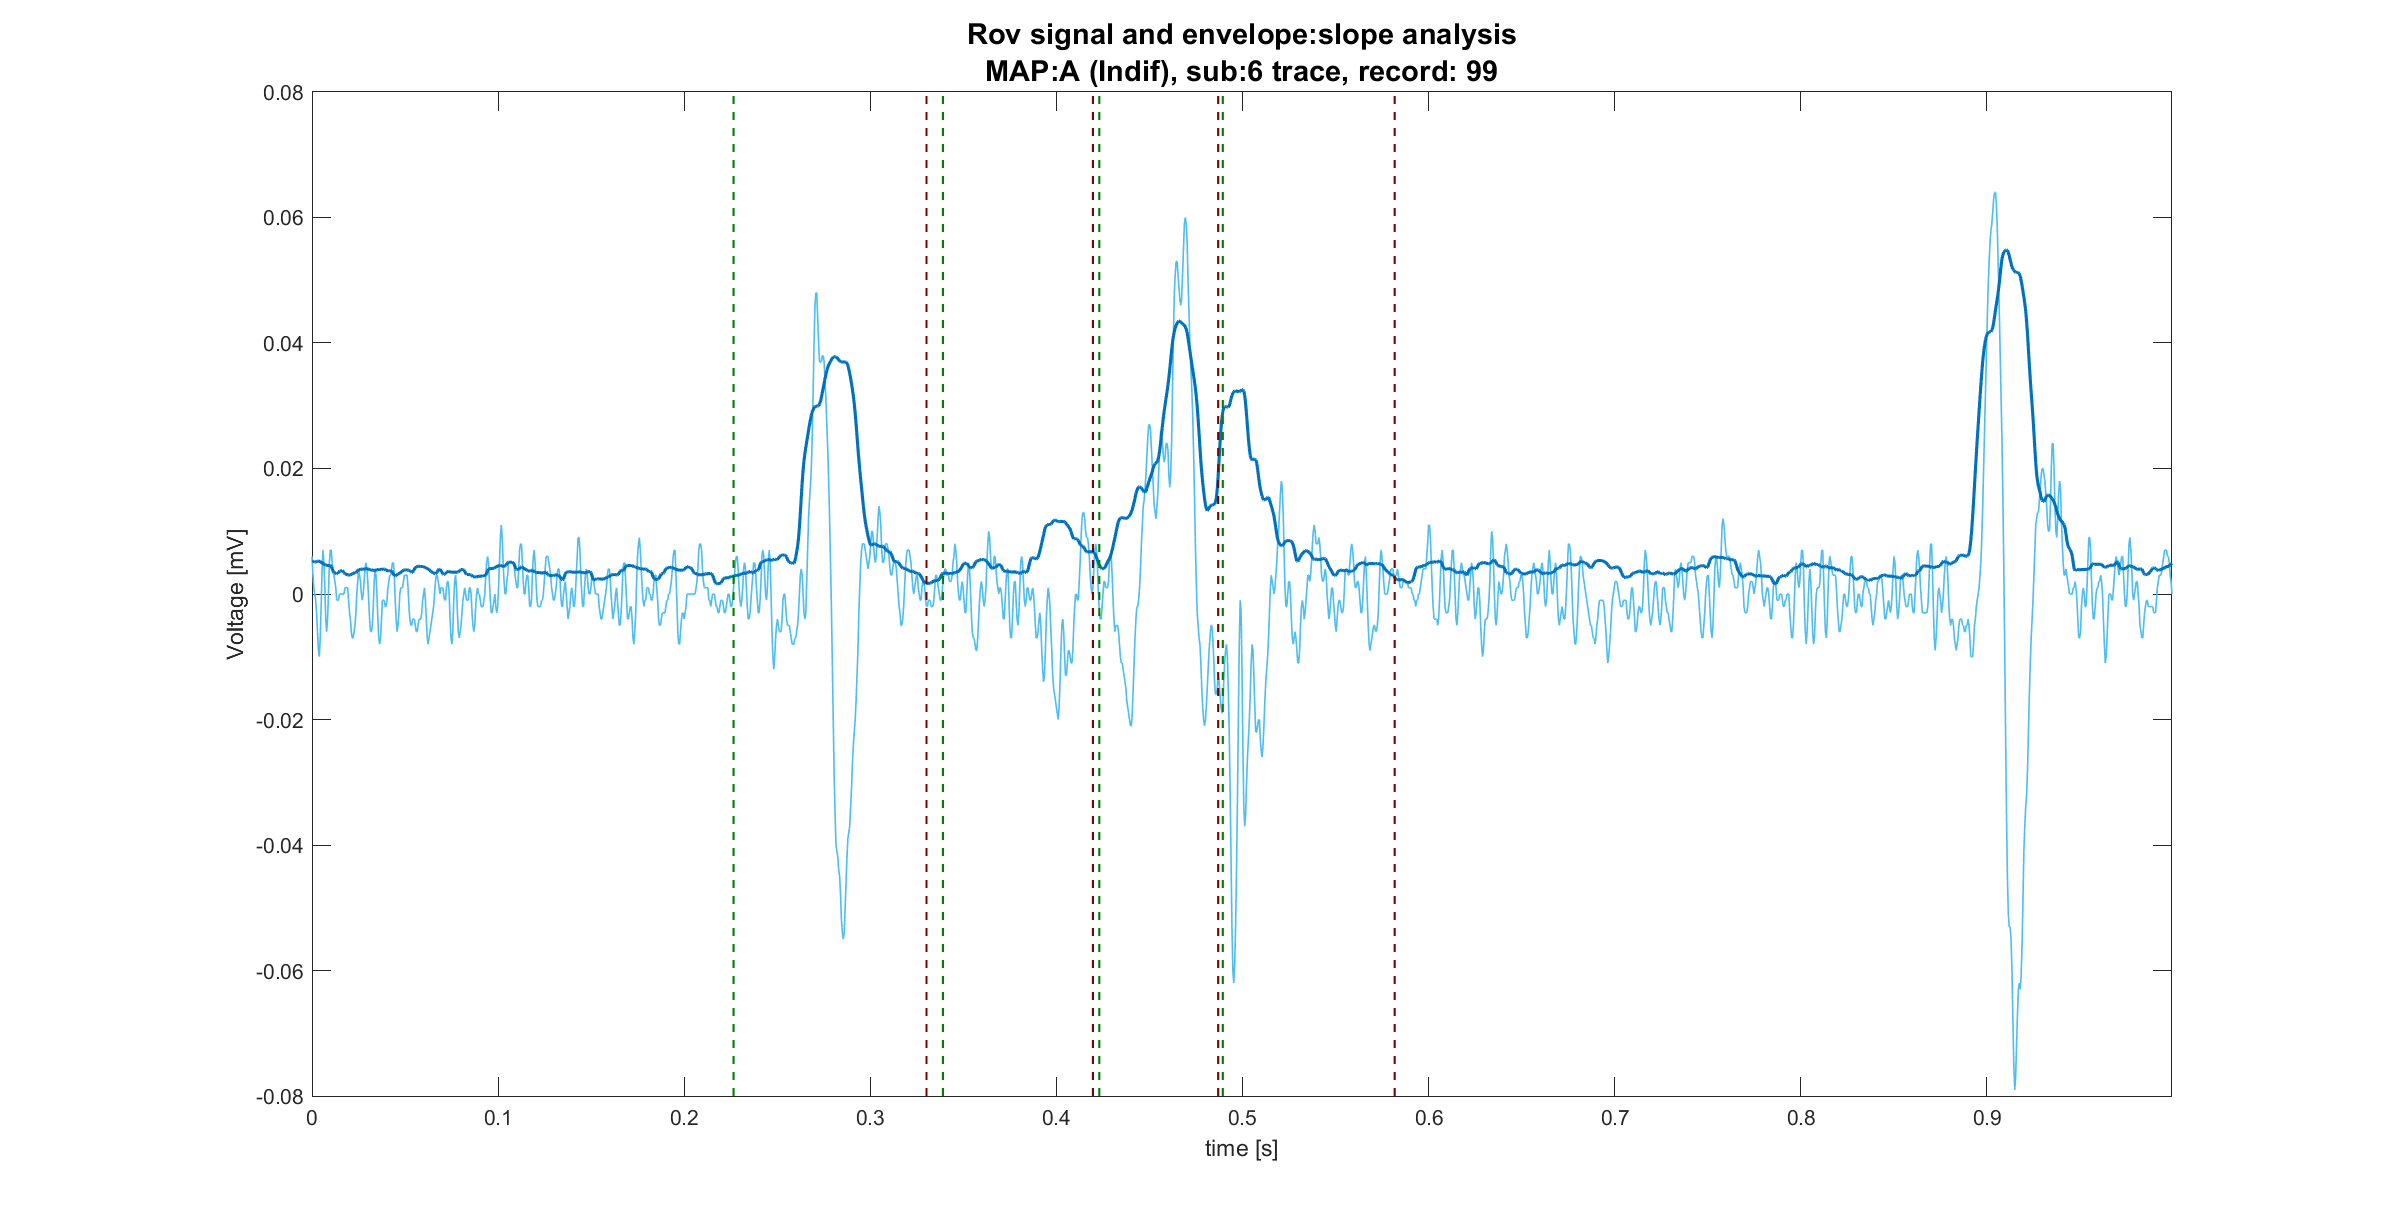 Rov signal and envelope:slope analysis
MAP:A (Indif), sub:6 trace, record: 99
0.08
0.06
0.04
0.02
0
-0.02
-0.04
-0.06
-0.08
Voltage [mV]
0 0.1 0.2 0.3 0.4 0.5 0.6 0.7 0.8 0.9
time [s]